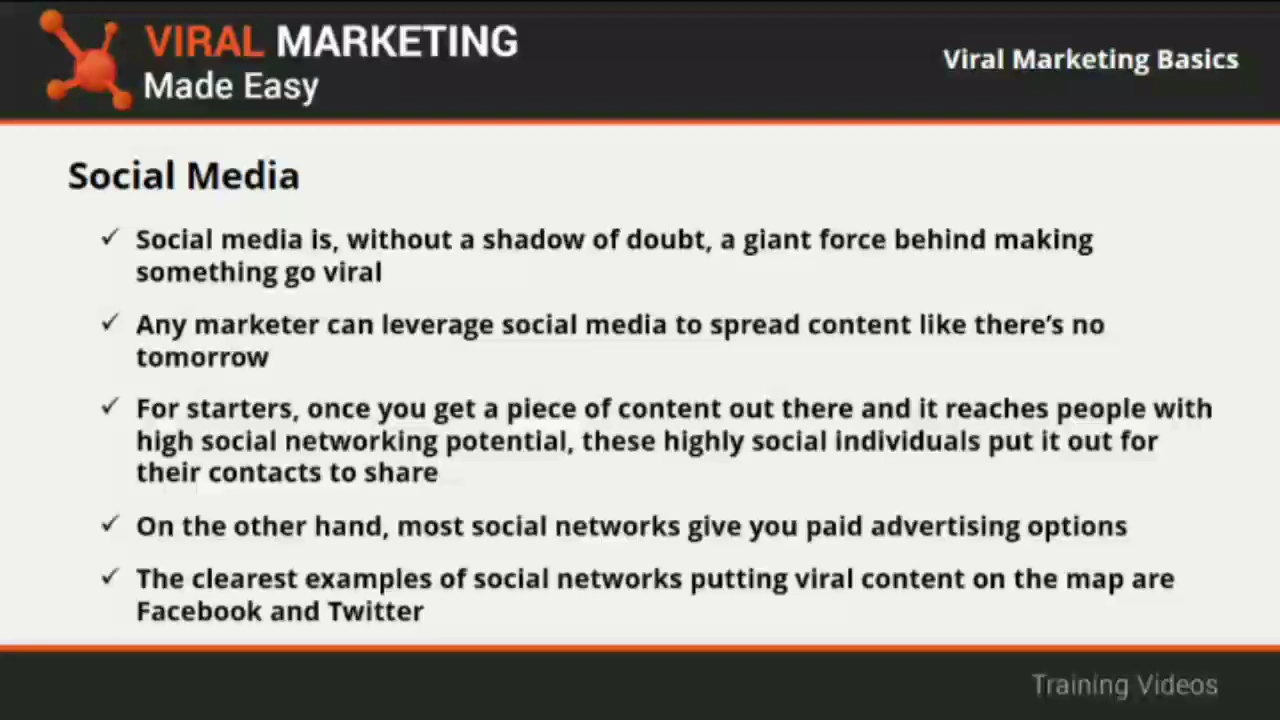 VIRAL MARKETING
Made Easy
Viral Marketing Basics
Social Media
✓ Social media is, without a shadow of doubt, a giant force behind making
something go viral
✓ Any marketer can leverage social media to spread content like there’s no
tomorrow
✓ For starters, once you get a piece of content out there and it reaches people with
high social networking potential, these highly social individuals put it out for
their contacts to share
✓ On the other hand, most social networks give you paid advertising options
✓ The clearest examples of social networks putting viral content on the map are
Facebook and Twitter
Training Videos